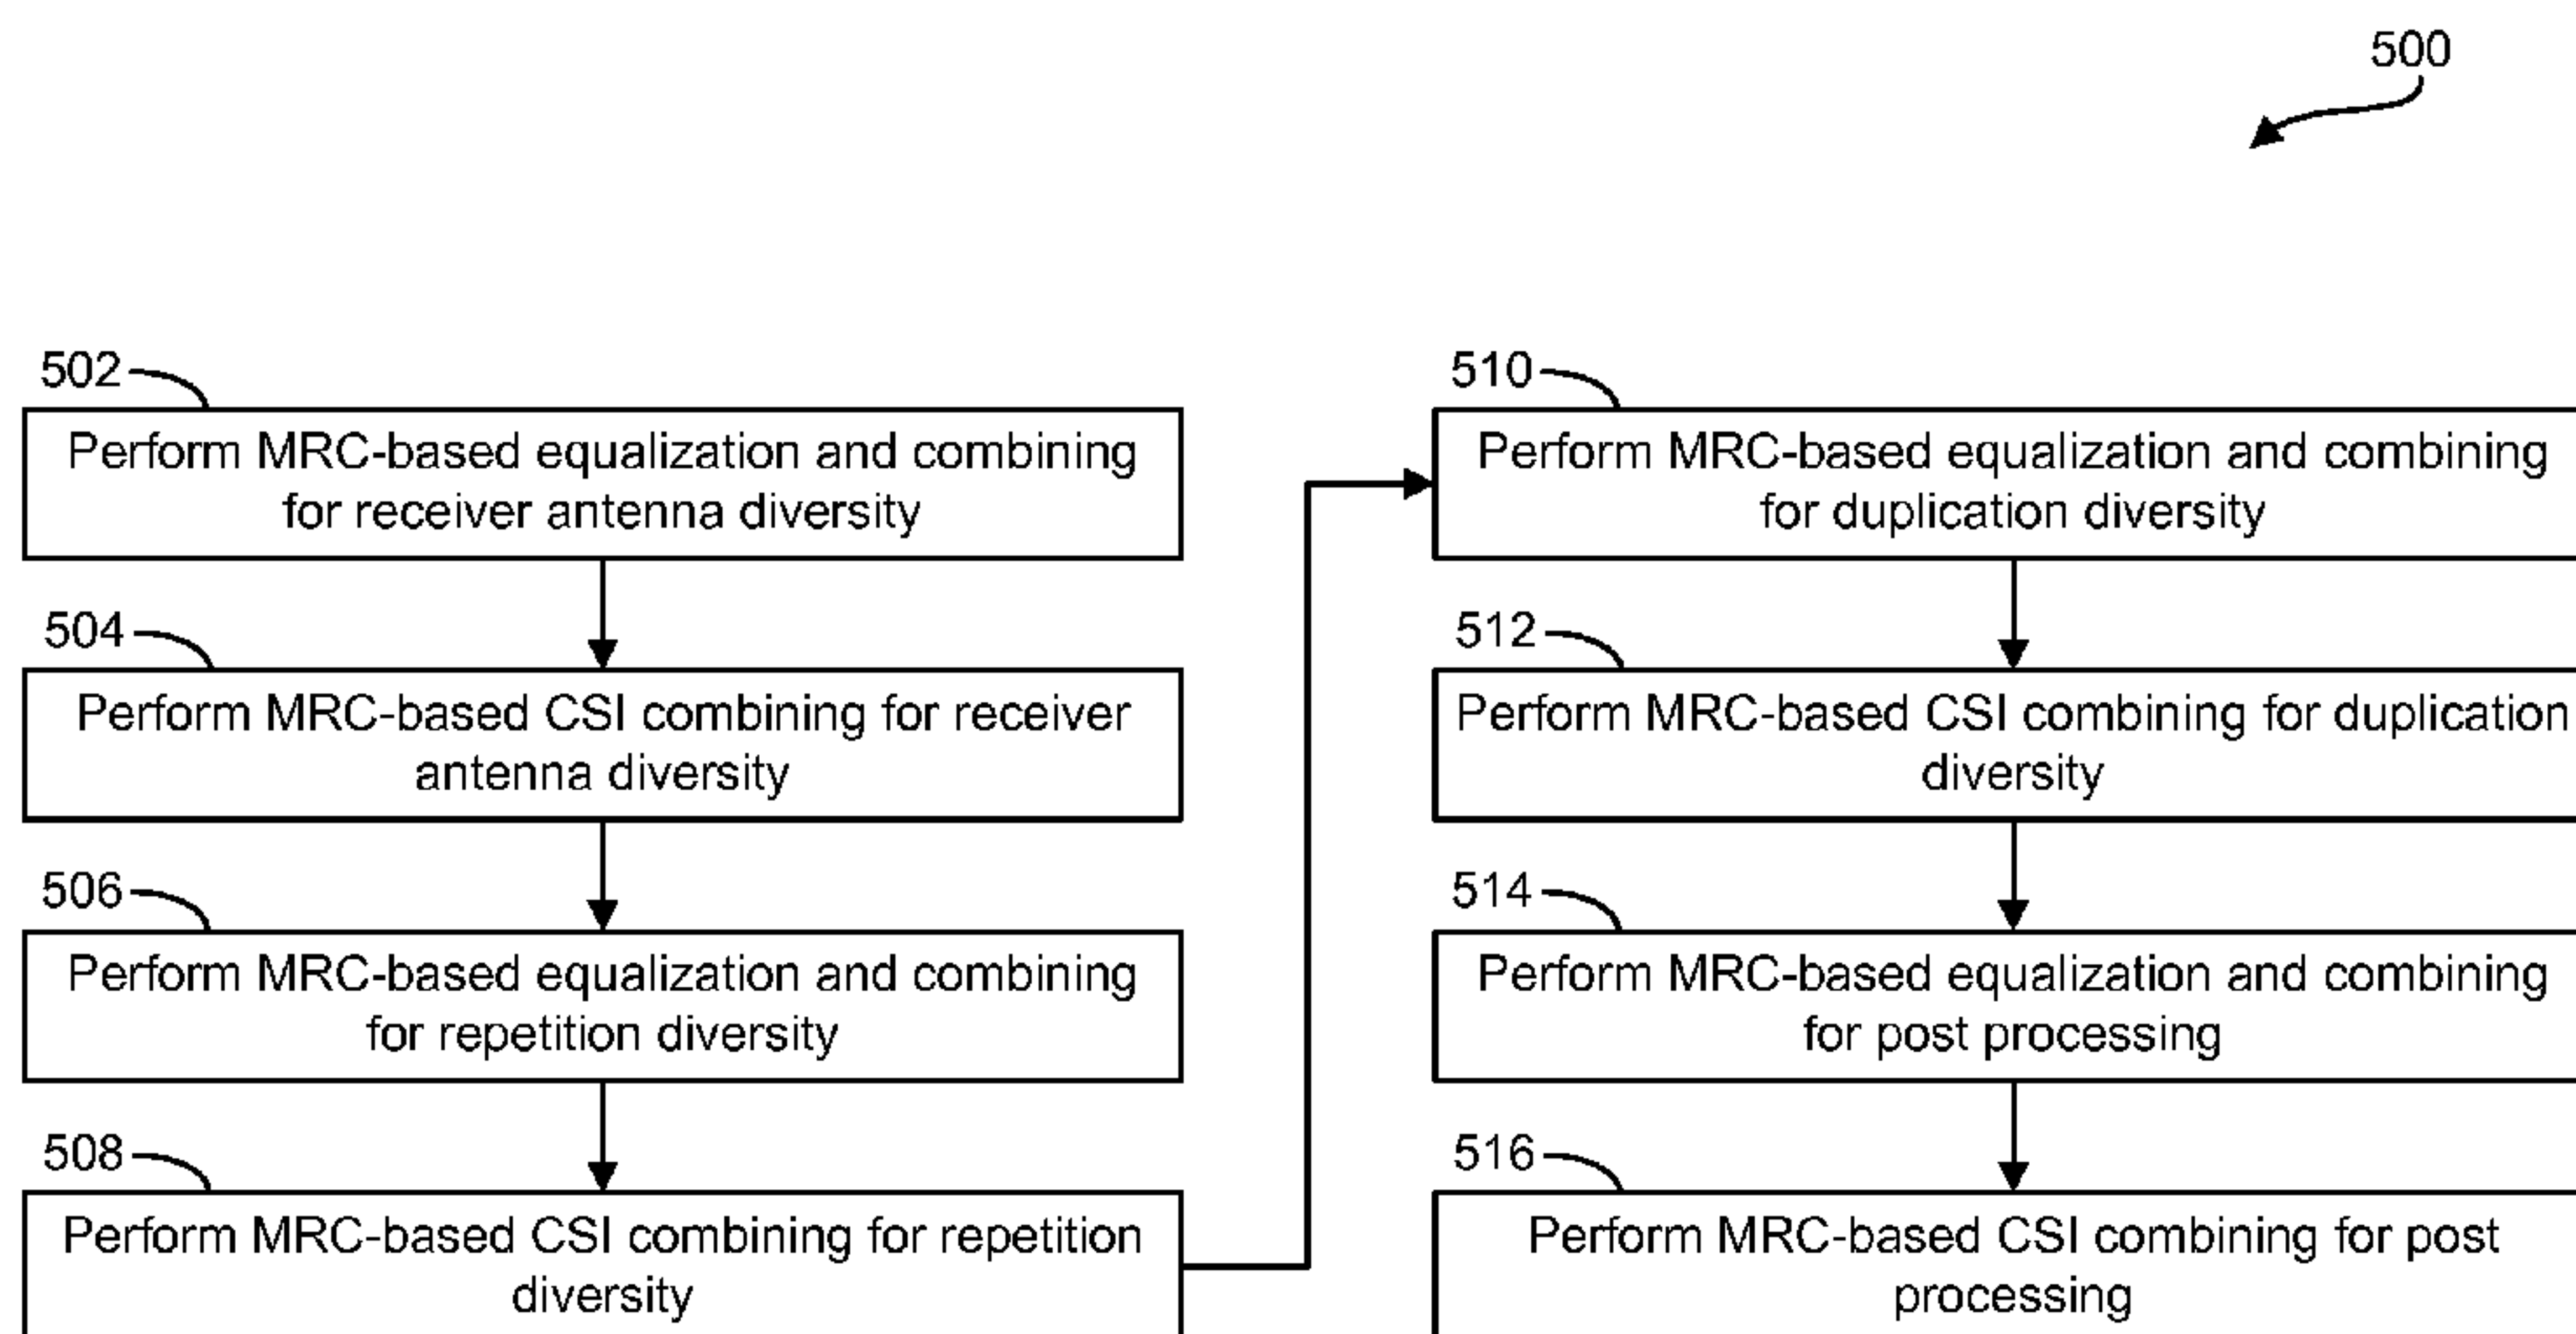 500
502
Perform MRC-based equalization and combining
for receiver antenna diversity
504
Perform MRC-based CSI combining for receiver
antenna diversity
506
Perform MRC-based equalization and combining
for repetition diversity
508
Perform MRC-based CSI combining for repetition
diversity
510
Perform MRC-based equalization and combining
for duplication diversity
512
Perform MRC-based CSI combining for duplication
diversity
514
Perform MRC-based equalization and combining
for post processing
516
Perform MRC-based CSI combining for post
processing